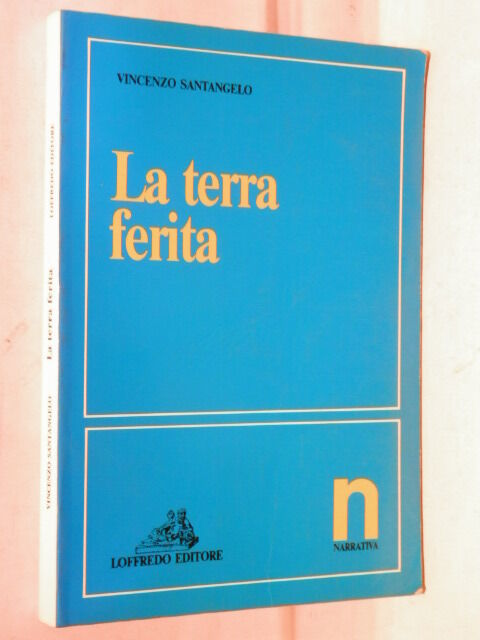 VINCENZO SANTANGELO
La terra
ferita
LOFFREDO EDITORE
n
NARRATIVA
VINCENZO SANTANGELO La terra ferita LOFFREDO EDITORE